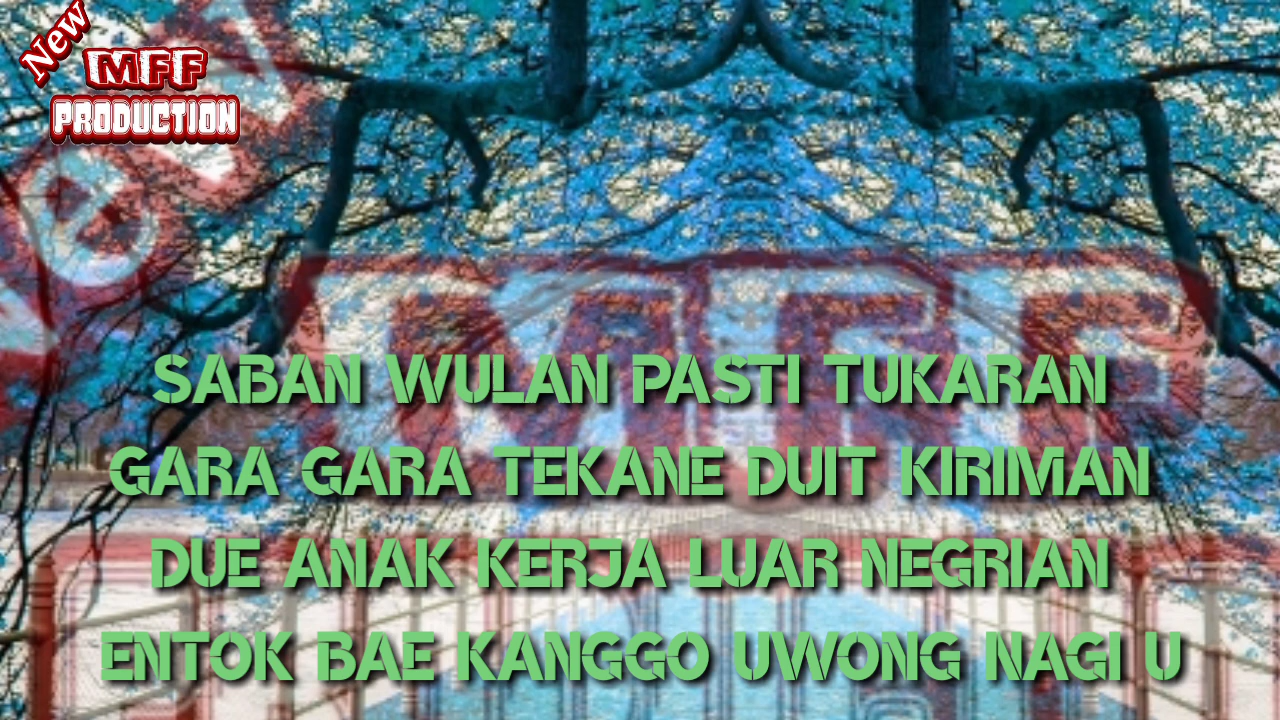 New
MFF
PRODUCTION
SABAN WULAN PASTI TUKARAN
GARA GARA TEKANE DUIT KIRIMAN
DUE ANAK KERJA LUAR NEGRIAN
ENTOK BAE KANGGO UWONG NAGI U